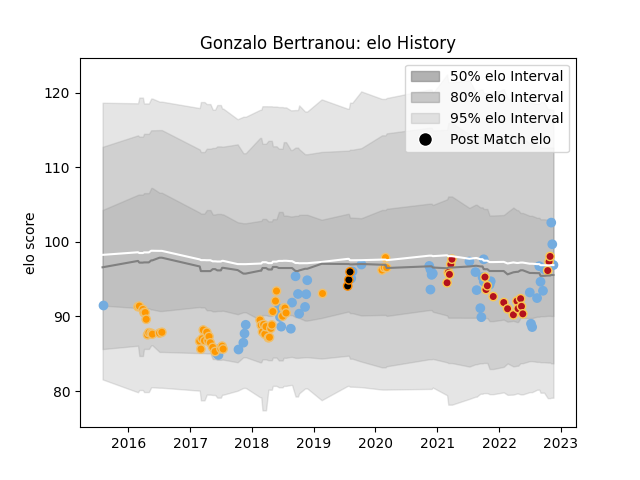 Gonzalo Bertranou: elo History
50% elo Interval
80% elo Interval
95% elo Interval
Post Match elo
elo score
120
110
100
90
80
2016 2017 2018 2019 2020 2021 2022 2023